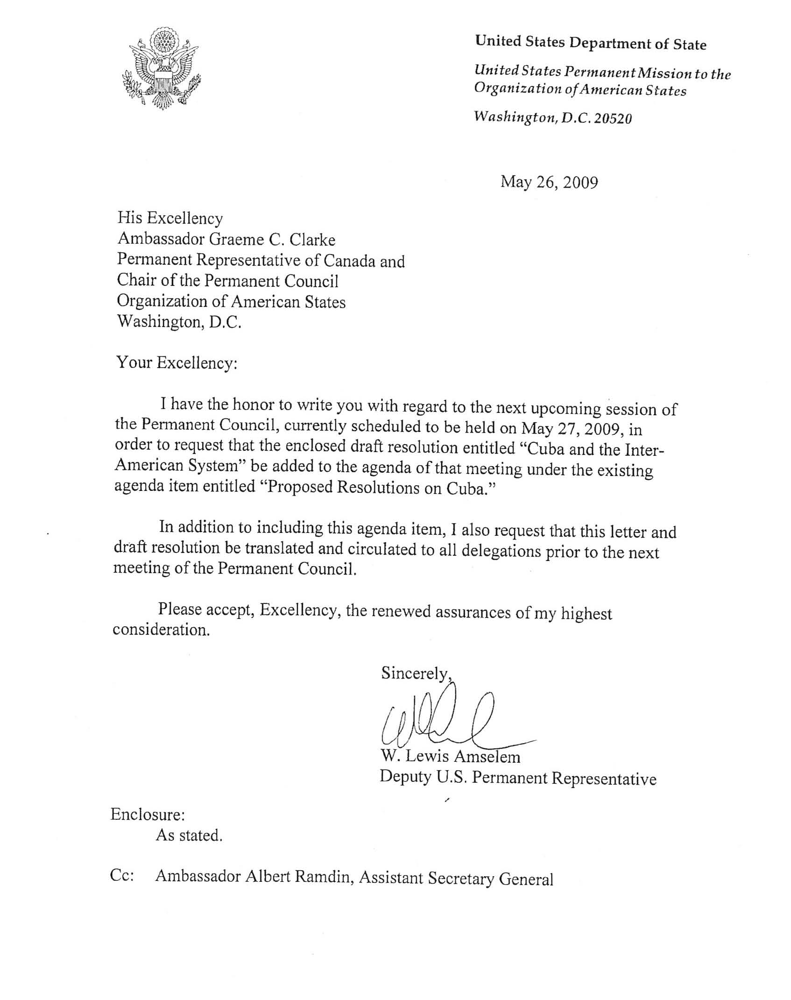 United States Department of State
United States Permanent Mission to the
Organization of American States
Washington, D.C. 20520
May 26, 2009
His Excellency
Ambassador Graeme C. Clarke
Permanent Representative of Canada and
Chair of the Permanent Council
Organization of American States
Washington, D.C.
Your Excellency:
I have the honor to write you with regard to the next upcoming session of
the Permanent Council, currently scheduled to be held on May 27, 2009, in
order to request that the enclosed draft resolution entitled “Cuba and the Inter-
American System” be added to the agenda of that meeting under the existing
agenda item entitled “Proposed Resolutions on Cuba.”
In addition to including this agenda item, I also request that this letter and
draft resolution be translated and circulated to all delegations prior to the next
meeting of the Permanent Council.
Please accept, Excellency, the renewed assurances of my highest
consideration.
Sincerely,
W. Lewis Amselem
Deputy U.S. Permanent Representative
Enclosure:
As stated.
Cc: Ambassador Albert Ramdin, Assistant Secretary General